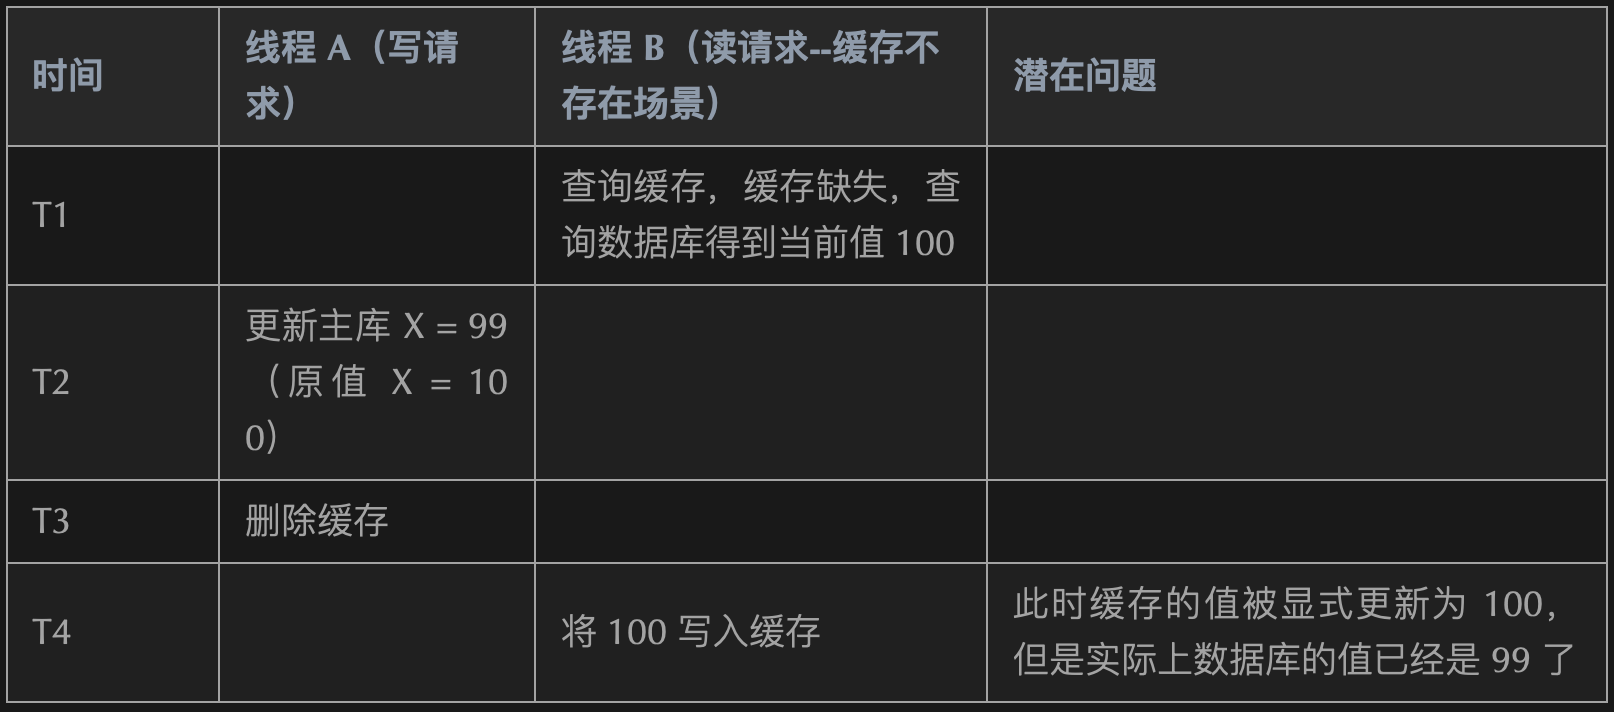 时间
线程 A（写请
求）
线程 B（读请求--缓存不
存在场景）
潜在问题
T1
查询缓存，缓存缺失，查
询数据库得到当前值 100
T2
更新主库 X = 99
（原值 X = 10
0）
T3
删除缓存
T4
将 100 写入缓存
此时缓存的值被显式更新为 100，
但是实际上数据库的值已经是 99 了